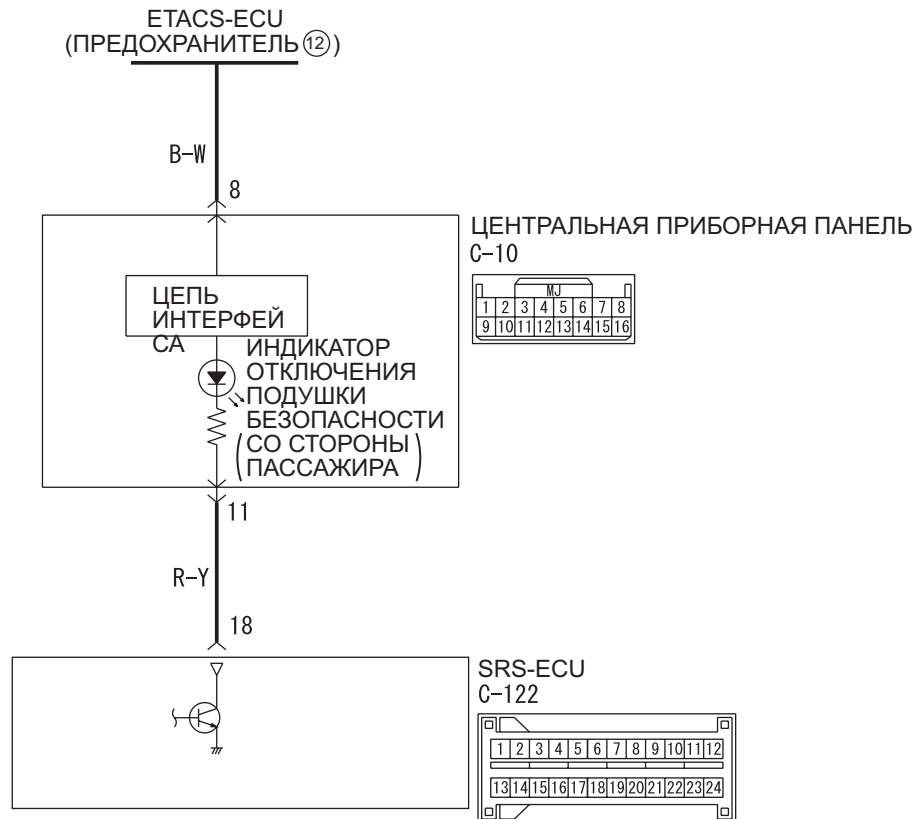 ETACS-ECU
(ПРЕДОХРАНИТЕЛЬ⑫)
B-W
8
ЦЕНТРАЛЬНАЯ ПРИБОРНАЯ ПАНЕЛЬ
C-10
MJ
1 2 3 4 5 6 7 8
9 10 11 12 13 14 15 16
ЦЕПЬ
ИНТЕРФЕЙ
СА
ИНДИКАТОР
ОТКЛЮЧЕНИЯ
ПОДУШКИ
БЕЗОПАСНОСТИ
(СО СТОРОНЫ
ПАССАЖИРА)
11
R-Y
18
SRS-ECU
C-122
1 2 3 4 5 6 7 8 9 10 11 12
13 14 15 16 17 18 19 20 21 22 23 24